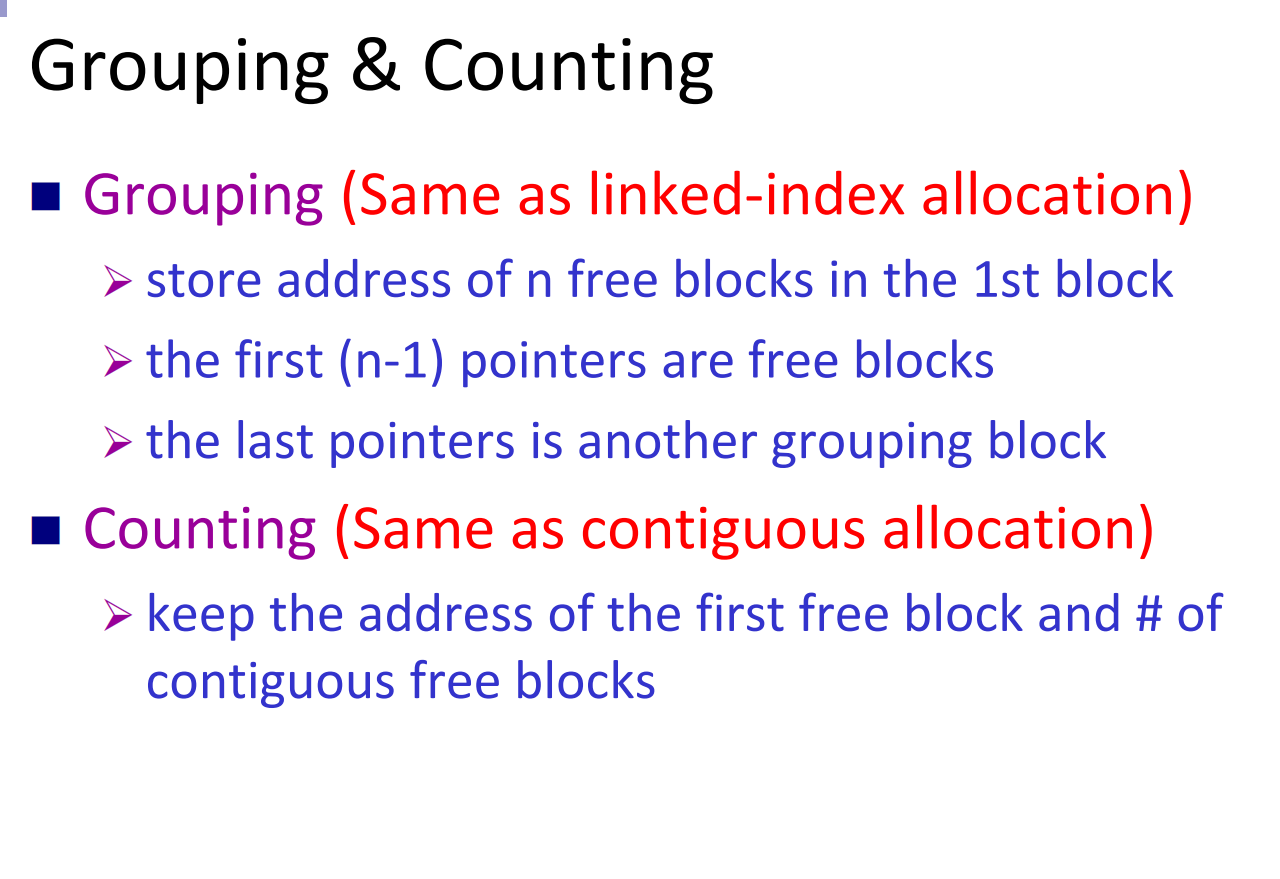 Grouping & Counting
Grouping (Same as linked-index allocation)
store address of n free blocks in the 1st block
the first (n-1) pointers are free blocks
the last pointers is another grouping block
Counting (Same as contiguous allocation)
keep the address of the first free block and # of
contiguous free blocks